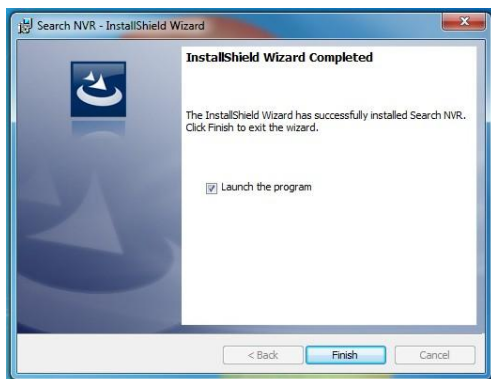 Search NVR - InstallShield Wizard
InstallShield Wizard Completed
The InstallShield Wizard has successfully installed Search NVR.
Click Finish to exit the wizard.
Launch the program
< Back
Finish
Cancel